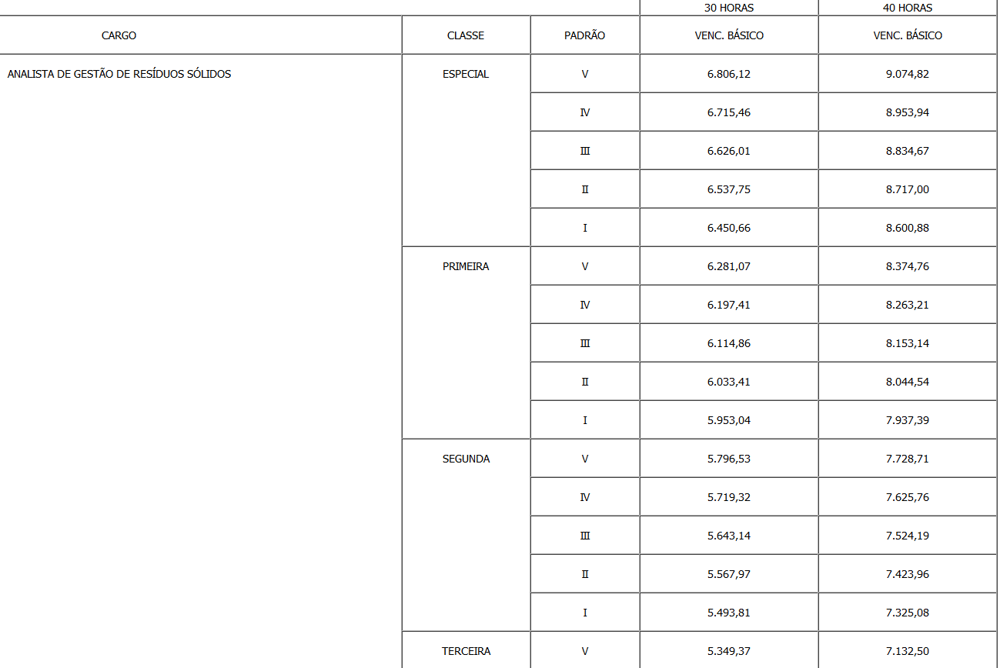 30 HORAS 40 HORAS
CARGO CLASSE PADRÃO VENC. BÁSICO VENC. BÁSICO
ANALISTA DE GESTÃO DE RESÍDUOS SÓLIDOS ESPECIAL V 6.806,12 9.074,82
IV 6.715,46 8.953,94
III 6.626,01 8.834,67
II 6.537,75 8.717,00
I 6.450,66 8.600,88
PRIMEIRA V 6.281,07 8.374,76
IV 6.197,41 8.263,21
III 6.114,86 8.153,14
II 6.033,41 8.044,54
I 5.953,04 7.937,39
SEGUNDA V 5.796,53 7.728,71
IV 5.719,32 7.625,76
III 5.643,14 7.524,19
II 5.567,97 7.423,96
I 5.493,81 7.325,08
TERCEIRA V 5.349,37 7.132,50